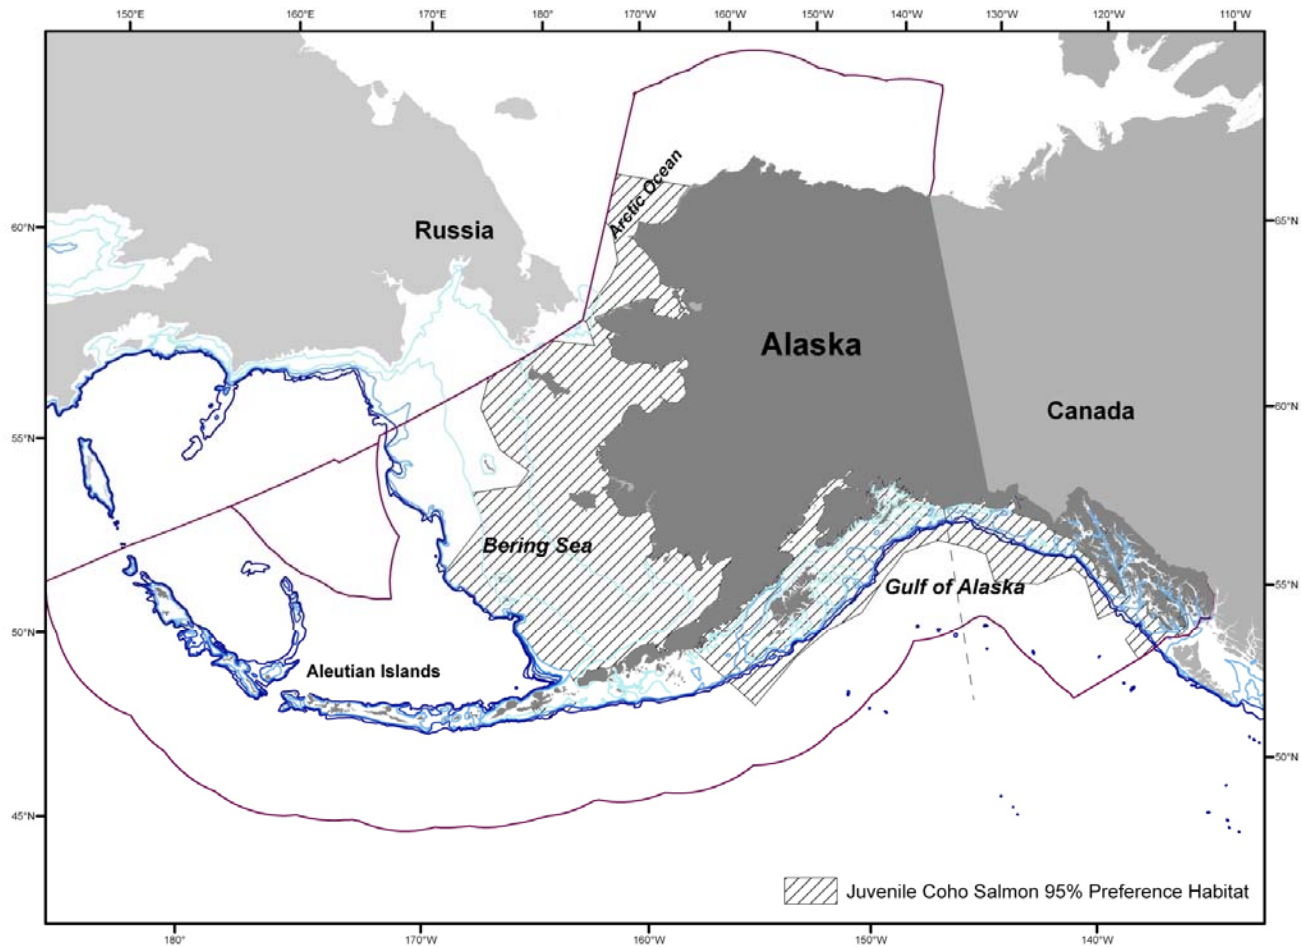 150°E 160°E 170°E 180° 170°W 160°W 150°W 140°W 130°W 120°W 110°W
Arctic Ocean
60°N
Russia
65°N
Alaska
Canada
60°N
55°N
Bering Sea
Gulf of Alaska
55°N
50°N
Aleutian Islands
50°N
45°N
Juvenile Coho Salmon 95% Preference Habitat
180° 170°W 160°W 150°W 140°W